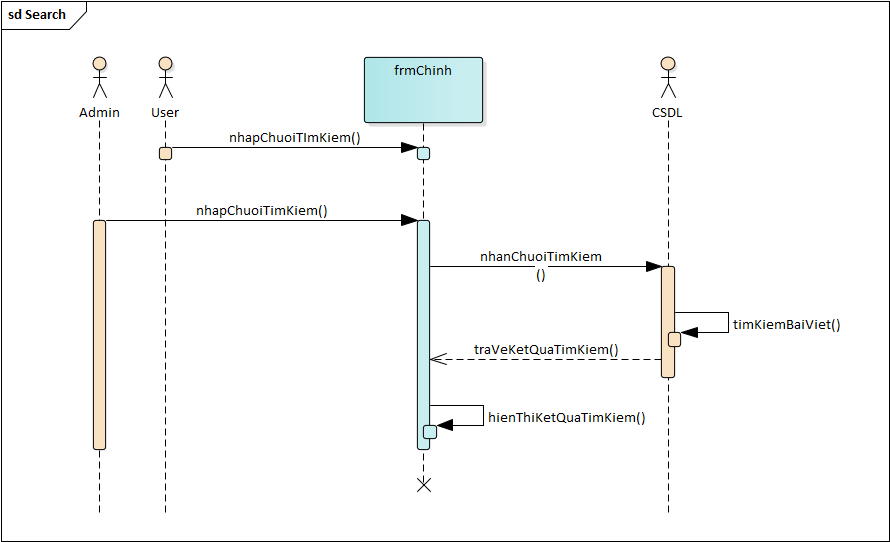 sd Search
frmChinh
Admin
User
CSDL
nhapChuoiTImKiem()
nhapChuoiTimKiem()
nhanChuoiTimKiem
()
timKiemBaiViet()
traVeKetQuaTimKiem()
hienThiKetQuaTimKiem()